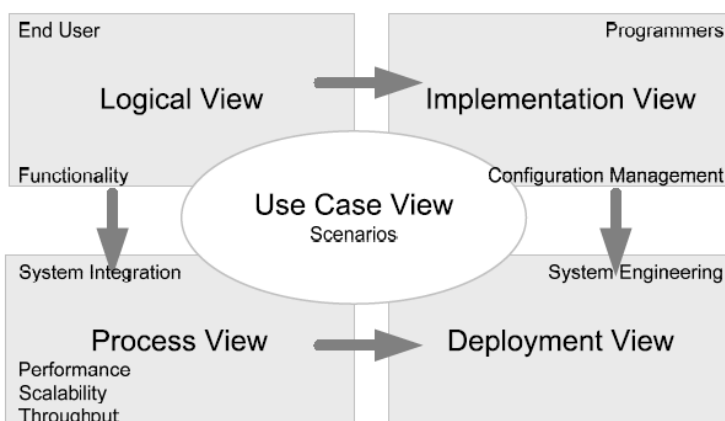 End User
Logical View
Functionality
Programmers
Implementation View
Configuration Management
Use Case View
Scenarios
System Integration
Process View
Performance
Scalability
Throughput
System Engineering
Deployment View